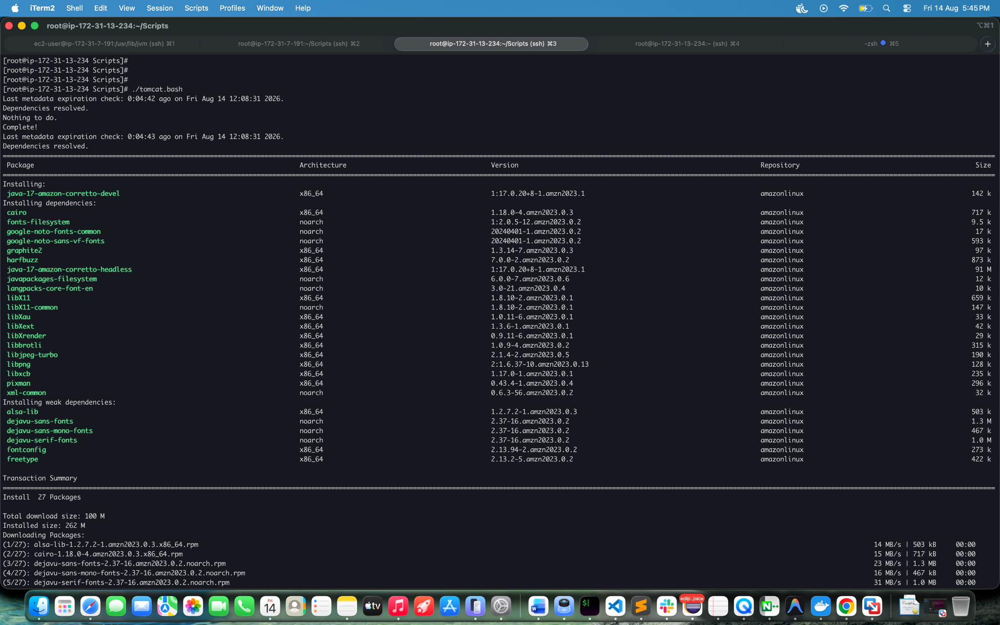 iTerm2 Shell Edit View Session Scripts Profiles Window Help Fri 14 Aug 5:45 PM
root@ip-172-31-13-234:~/Scripts ⌥⌘1
ec2-user@ip-172-31-7-191:/usr/lib/jvm (ssh) ⌘1 root@ip-172-31-7-191:~/Scripts (ssh) ⌘2 root@ip-172-31-13-234:~/Scripts (ssh) ⌘3 root@ip-172-31-13-234:~ (ssh) ⌘4 -zsh ⌘5 +
[root@ip-172-31-13-234 Scripts]#
[root@ip-172-31-13-234 Scripts]#
[root@ip-172-31-13-234 Scripts]#
[root@ip-172-31-13-234 Scripts]# ./tomcat.bash
Last metadata expiration check: 0:04:42 ago on Fri Aug 14 12:08:31 2026.
Dependencies resolved.
Nothing to do.
Complete!
Last metadata expiration check: 0:04:43 ago on Fri Aug 14 12:08:31 2026.
Dependencies resolved.
Package Architecture Version Repository Size
Installing:
java-17-amazon-corretto-devel x86_64 1:17.0.20+8-1.amzn2023.1 amazonlinux 142 k
Installing dependencies:
cairo x86_64 1.18.0-4.amzn2023.0.3 amazonlinux 717 k
fonts-filesystem noarch 1:2.0.5-12.amzn2023.0.2 amazonlinux 9.5 k
google-noto-fonts-common noarch 20240401-1.amzn2023.0.2 amazonlinux 17 k
google-noto-sans-vf-fonts noarch 20240401-1.amzn2023.0.2 amazonlinux 593 k
graphite2 x86_64 1.3.14-7.amzn2023.0.3 amazonlinux 97 k
harfbuzz x86_64 7.0.0-2.amzn2023.0.2 amazonlinux 873 k
java-17-amazon-corretto-headless x86_64 1:17.0.20+8-1.amzn2023.1 amazonlinux 91 M
javapackages-filesystem noarch 6.0.0-7.amzn2023.0.6 amazonlinux 12 k
langpacks-core-font-en noarch 3.0-21.amzn2023.0.4 amazonlinux 10 k
libX11 x86_64 1.8.10-2.amzn2023.0.1 amazonlinux 659 k
libX11-common noarch 1.8.10-2.amzn2023.0.1 amazonlinux 147 k
libXau x86_64 1.0.11-6.amzn2023.0.1 amazonlinux 33 k
libXext x86_64 1.3.6-1.amzn2023.0.1 amazonlinux 42 k
libXrender x86_64 0.9.11-6.amzn2023.0.1 amazonlinux 29 k
libbrotli x86_64 1.0.9-4.amzn2023.0.2 amazonlinux 315 k
libjpeg-turbo x86_64 2.1.4-2.amzn2023.0.5 amazonlinux 190 k
libpng x86_64 2:1.6.37-10.amzn2023.0.13 amazonlinux 128 k
libxcb x86_64 1.17.0-1.amzn2023.0.1 amazonlinux 235 k
pixman x86_64 0.43.4-1.amzn2023.0.4 amazonlinux 296 k
xml-common noarch 0.6.3-56.amzn2023.0.2 amazonlinux 32 k
Installing weak dependencies:
alsa-lib x86_64 1.2.7.2-1.amzn2023.0.3 amazonlinux 503 k
dejavu-sans-fonts noarch 2.37-16.amzn2023.0.2 amazonlinux 1.3 M
dejavu-sans-mono-fonts noarch 2.37-16.amzn2023.0.2 amazonlinux 467 k
dejavu-serif-fonts noarch 2.37-16.amzn2023.0.2 amazonlinux 1.0 M
fontconfig x86_64 2.13.94-2.amzn2023.0.2 amazonlinux 273 k
freetype x86_64 2.13.2-5.amzn2023.0.2 amazonlinux 422 k
Transaction Summary
Install 27 Packages
Total download size: 100 M
Installed size: 262 M
Downloading Packages:
(1/27): alsa-lib-1.2.7.2-1.amzn2023.0.3.x86_64.rpm 14 MB/s | 503 kB 00:00
(2/27): cairo-1.18.0-4.amzn2023.0.3.x86_64.rpm 15 MB/s | 717 kB 00:00
(3/27): dejavu-sans-fonts-2.37-16.amzn2023.0.2.noarch.rpm 23 MB/s | 1.3 MB 00:00
(4/27): dejavu-sans-mono-fonts-2.37-16.amzn2023.0.2.noarch.rpm 16 MB/s | 467 kB 00:00
(5/27): dejavu-serif-fonts-2.37-16.amzn2023.0.2.noarch.rpm 31 MB/s | 1.0 MB 00:00
Fri
14
tv
W
$
eclip...pace
N++